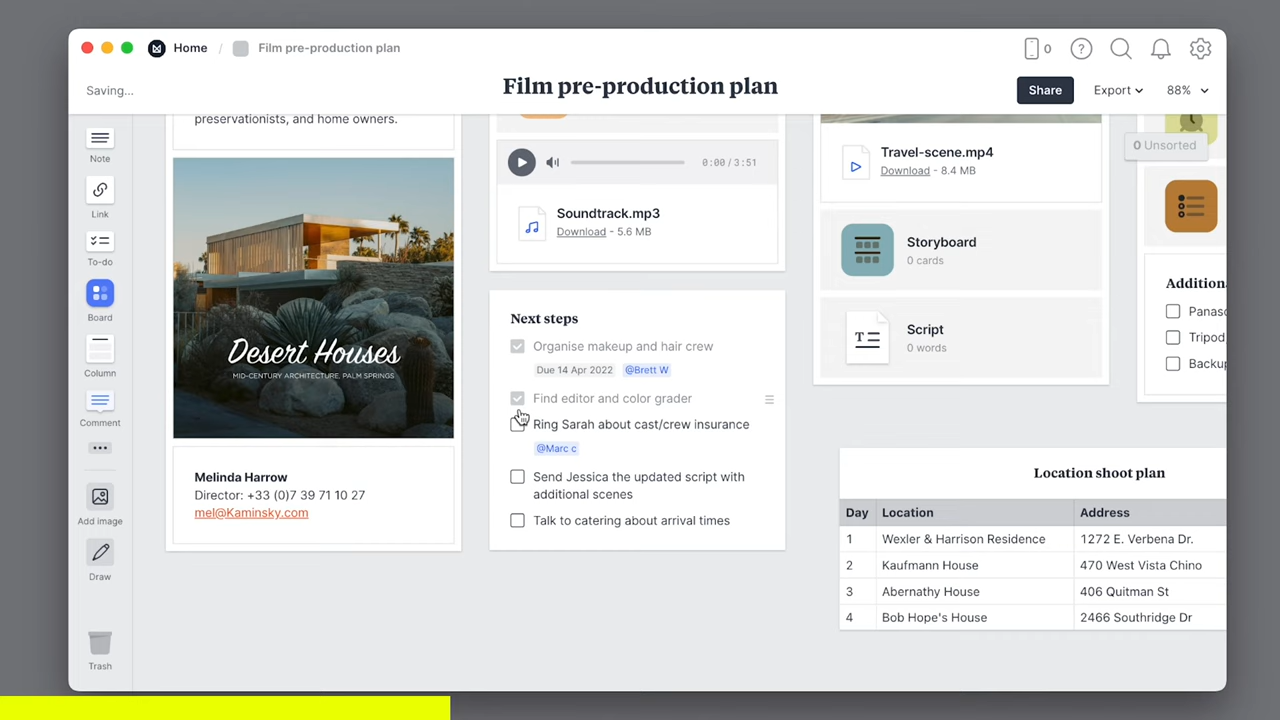 Home / Film pre-production plan
0
Saving...
Film pre-production plan
Share
Export
88%
Note
Link
To-do
Board
Column
Comment
Add image
Draw
Trash
preservationists, and home owners.
Desert Houses
MID-CENTURY ARCHITECTURE, PALM SPRINGS
Melinda Harrow
Director: +33 (0)7 39 71 10 27
mel@Kaminsky.com
0:00 / 3:51
Soundtrack.mp3
Download - 5.6 MB
Next steps
Organise makeup and hair crew
Due 14 Apr 2022 @Brett W
Find editor and color grader
Ring Sarah about cast/crew insurance
@Marc c
Send Jessica the updated script with
additional scenes
Talk to catering about arrival times
Travel-scene.mp4
Download - 8.4 MB
Storyboard
0 cards
Script
0 words
0 Unsorted
Addition
Panaso
Tripod
Backup
Location shoot plan
Day Location Address
1 Wexler & Harrison Residence 1272 E. Verbena Dr.
2 Kaufmann House 470 West Vista Chino
3 Abernathy House 406 Quitman St
4 Bob Hope's House 2466 Southridge Dr